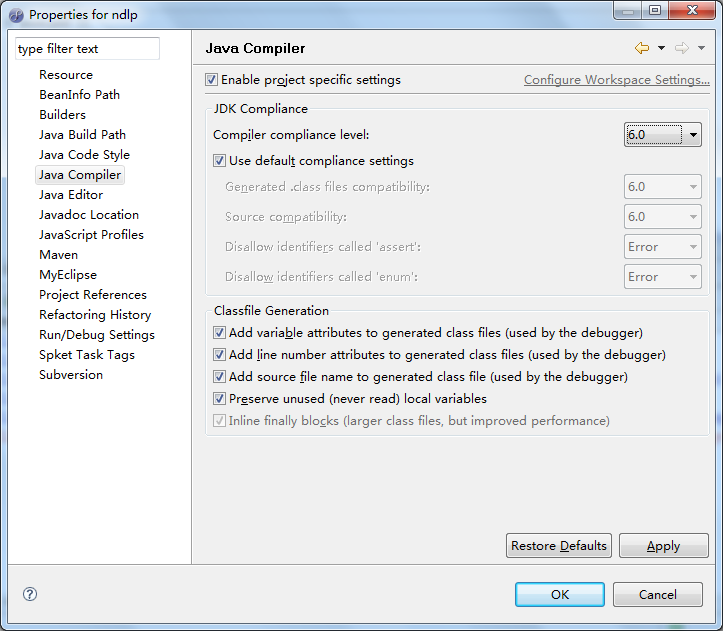 Properties for ndlp
type filter text
Resource
BeanInfo Path
Builders
Java Build Path
Java Code Style
Java Compiler
Java Editor
Javadoc Location
JavaScript Profiles
Maven
MyEclipse
Project References
Refactoring History
Run/Debug Settings
Spket Task Tags
Subversion
Java Compiler
Enable project specific settings
Configure Workspace Settings...
JDK Compliance
Compiler compliance level:
6.0
Use default compliance settings
Generated .class files compatibility:
6.0
Source compatibility:
6.0
Disallow identifiers called 'assert':
Error
Disallow identifiers called 'enum':
Error
Classfile Generation
Add variable attributes to generated class files (used by the debugger)
Add line number attributes to generated class files (used by the debugger)
Add source file name to generated class file (used by the debugger)
Preserve unused (never read) local variables
Inline finally blocks (larger class files, but improved performance)
Restore Defaults
Apply
?
OK
Cancel